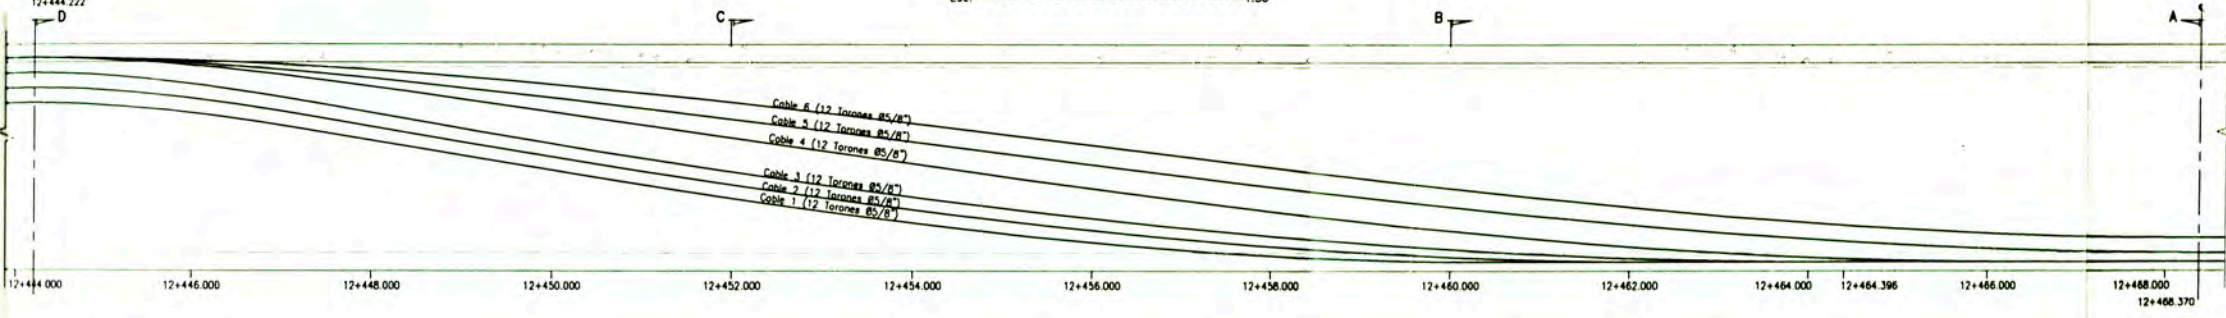 12+444.222
D
C
B
A
Cable 6 (12 Torones Ø5/8")
Cable 5 (12 Torones Ø5/8")
Cable 4 (12 Torones Ø5/8")
Cable 3 (12 Torones Ø5/8")
Cable 2 (12 Torones Ø5/8")
Cable 1 (12 Torones Ø5/8")
12+444.000 12+446.000 12+448.000 12+450.000 12+452.000 12+454.000 12+456.000 12+458.000 12+460.000 12+462.000 12+464.000 12+464.396 12+466.000 12+468.000
12+468.370